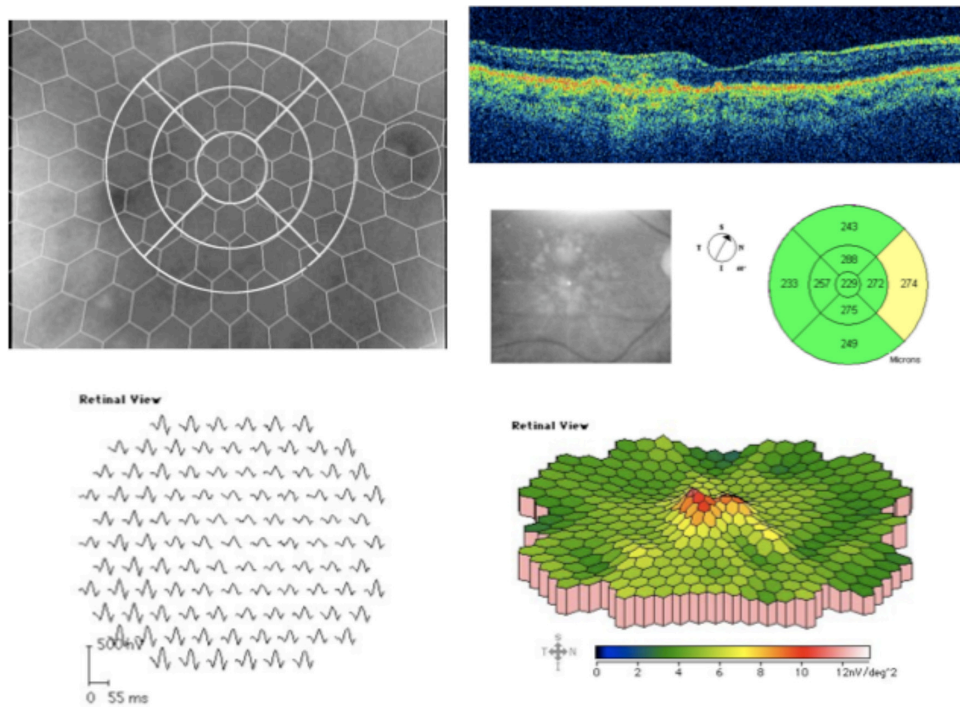 S
T N
I
243
288
233 257 229 272 274
275
249
Microns
Retinal View
500nV
0 55 ms
Retinal View
S
T N
I
0 2 4 6 8 10 12nV/deg^2